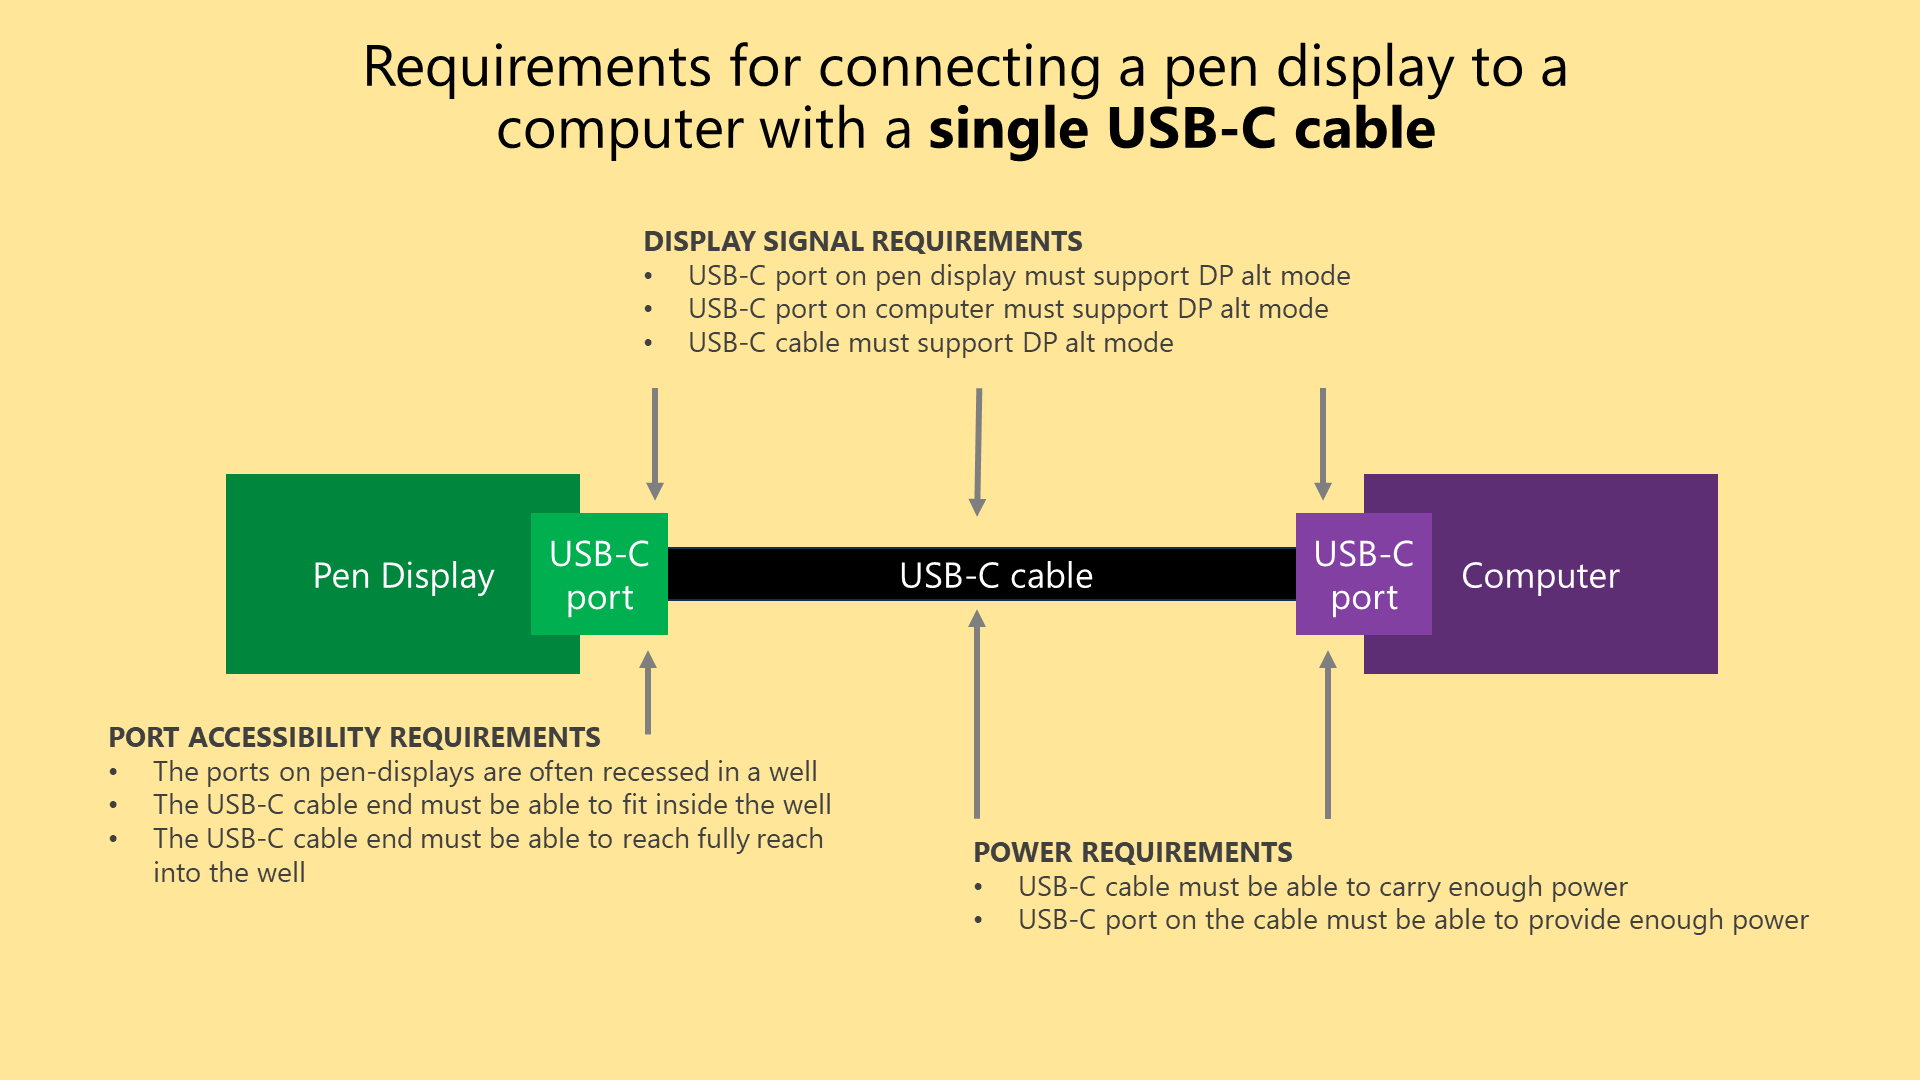 Requirements for connecting a pen display to a
computer with a single USB-C cable
DISPLAY SIGNAL REQUIREMENTS
• USB-C port on pen display must support DP alt mode
• USB-C port on computer must support DP alt mode
• USB-C cable must support DP alt mode
Pen Display
USB-C
port
USB-C cable
USB-C
port
Computer
PORT ACCESSIBILITY REQUIREMENTS
• The ports on pen-displays are often recessed in a well
• The USB-C cable end must be able to fit inside the well
• The USB-C cable end must be able to reach fully reach
into the well
POWER REQUIREMENTS
• USB-C cable must be able to carry enough power
• USB-C port on the cable must be able to provide enough power